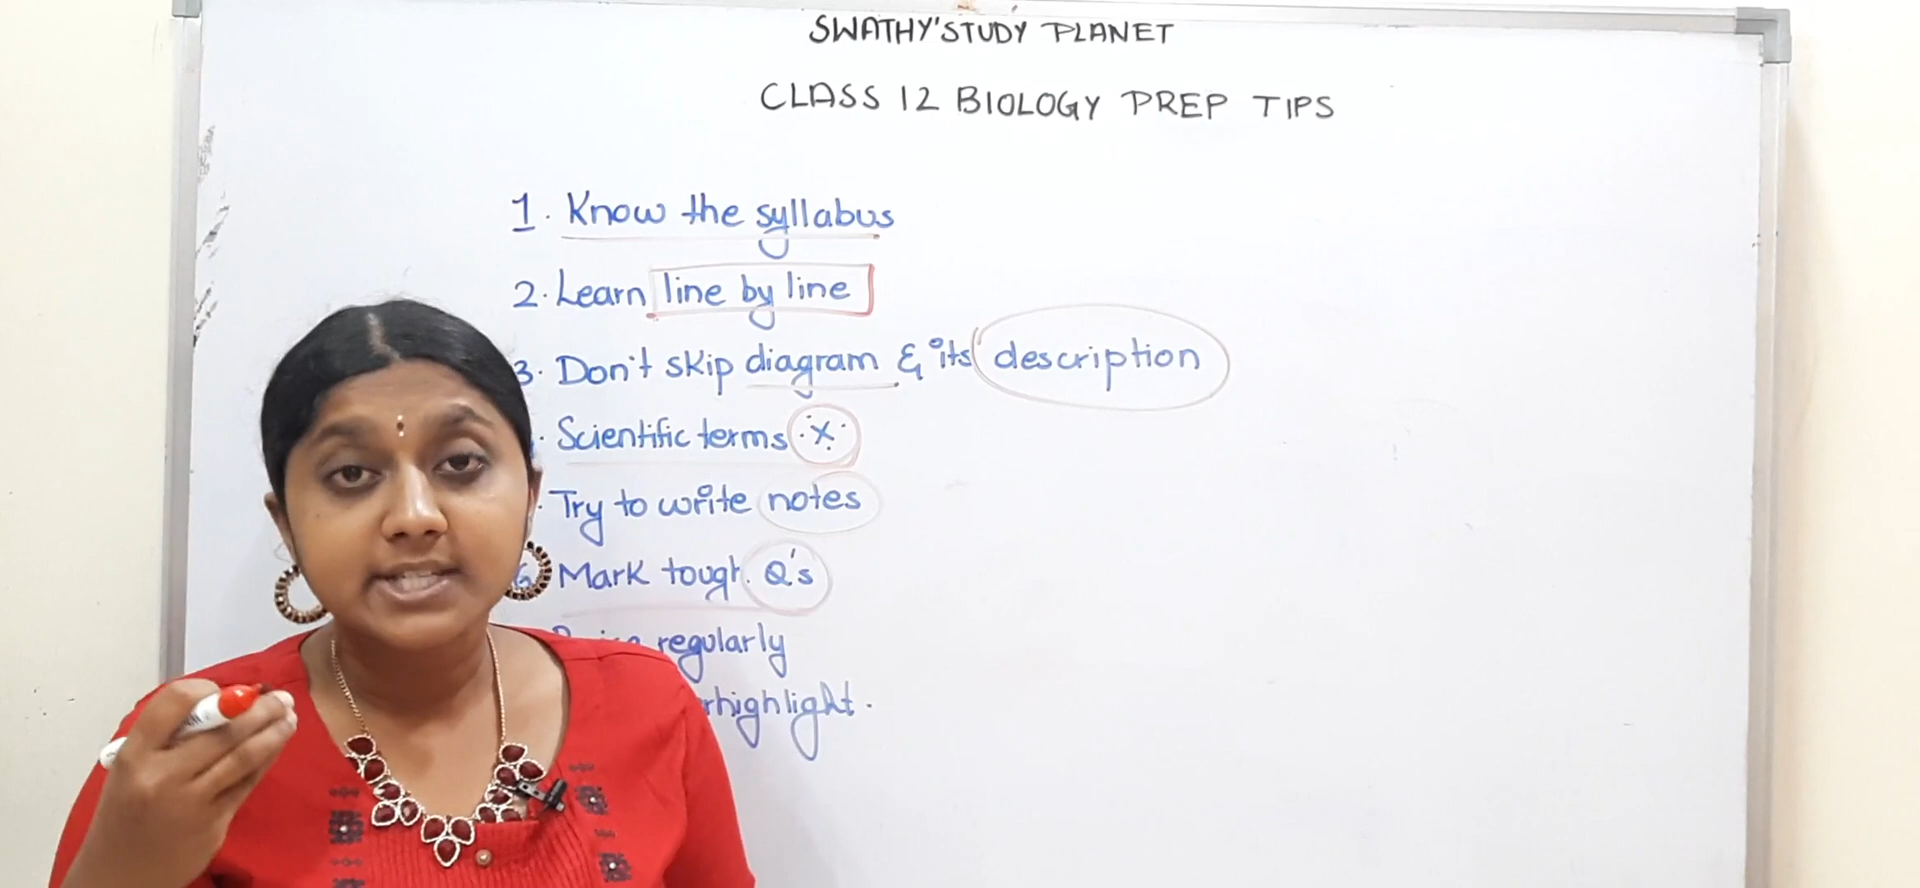 SWATHY'STUDY PLANET
CLASS 12 BIOLOGY PREP TIPS
1. Know the syllabus
2. Learn line by line
3. Don't skip diagram & its description
. Scientific terms X
. Try to write notes
Mark tough. Q's
regularly
highlight.